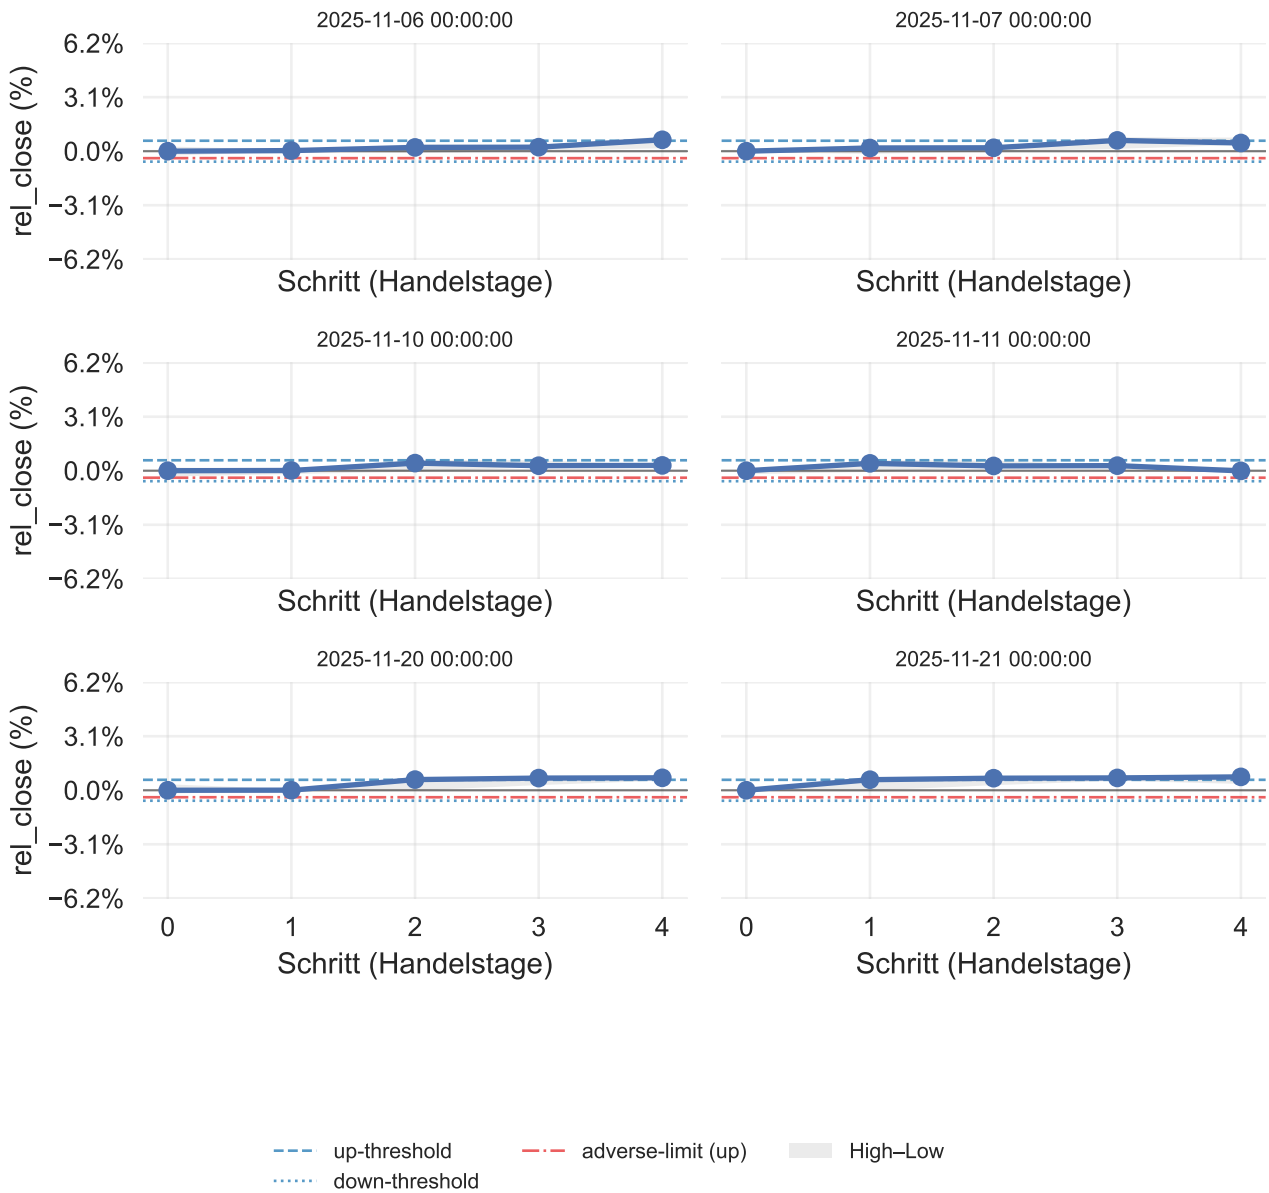 2025-11-06 00:00:00
6.2%
3.1%
0.0%
−3.1%
−6.2%
rel_close (%)
Schritt (Handelstage)
2025-11-07 00:00:00
Schritt (Handelstage)
2025-11-10 00:00:00
6.2%
3.1%
0.0%
−3.1%
−6.2%
rel_close (%)
Schritt (Handelstage)
2025-11-11 00:00:00
Schritt (Handelstage)
2025-11-20 00:00:00
6.2%
3.1%
0.0%
−3.1%
−6.2%
rel_close (%)
0 1 2 3 4
Schritt (Handelstage)
2025-11-21 00:00:00
0 1 2 3 4
Schritt (Handelstage)
up-threshold
down-threshold
adverse-limit (up)
High–Low